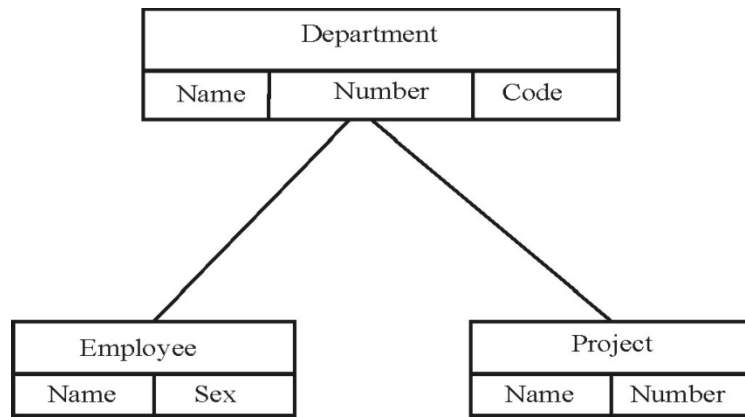 Department
Name Number Code
Employee
Name Sex
Project
Name Number